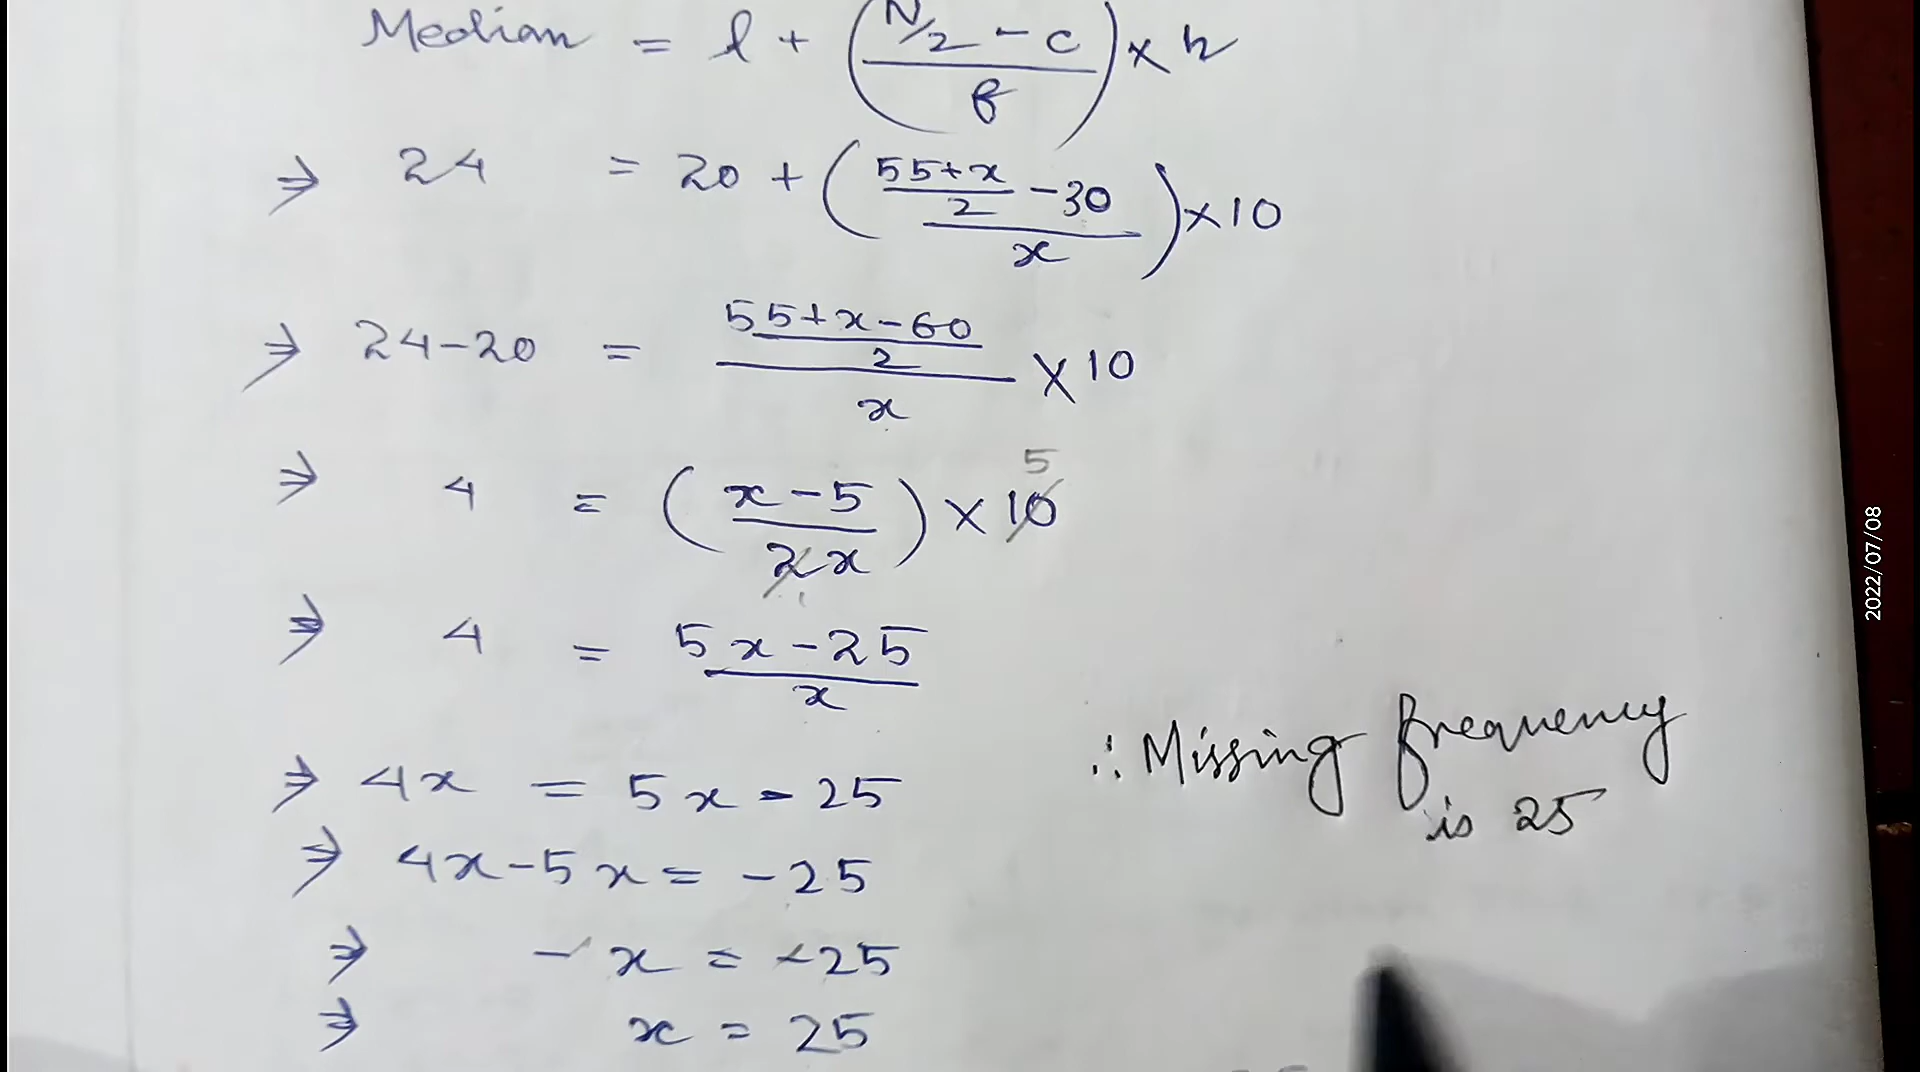 Median = l + (N/2 - c / f) × h
⇒ 24 = 20 + (55+x/2 - 30 / x) × 10
⇒ 24-20 = 55+x-60/2 / x × 10
⇒ 4 = (x-5 / 2x) × 10 5
⇒ 4 = 5x-25 / x
⇒ 4x = 5x - 25
⇒ 4x-5x = -25
⇒ -x = -25
⇒ x = 25
∴ Missing frequency
is 25
2022/07/08